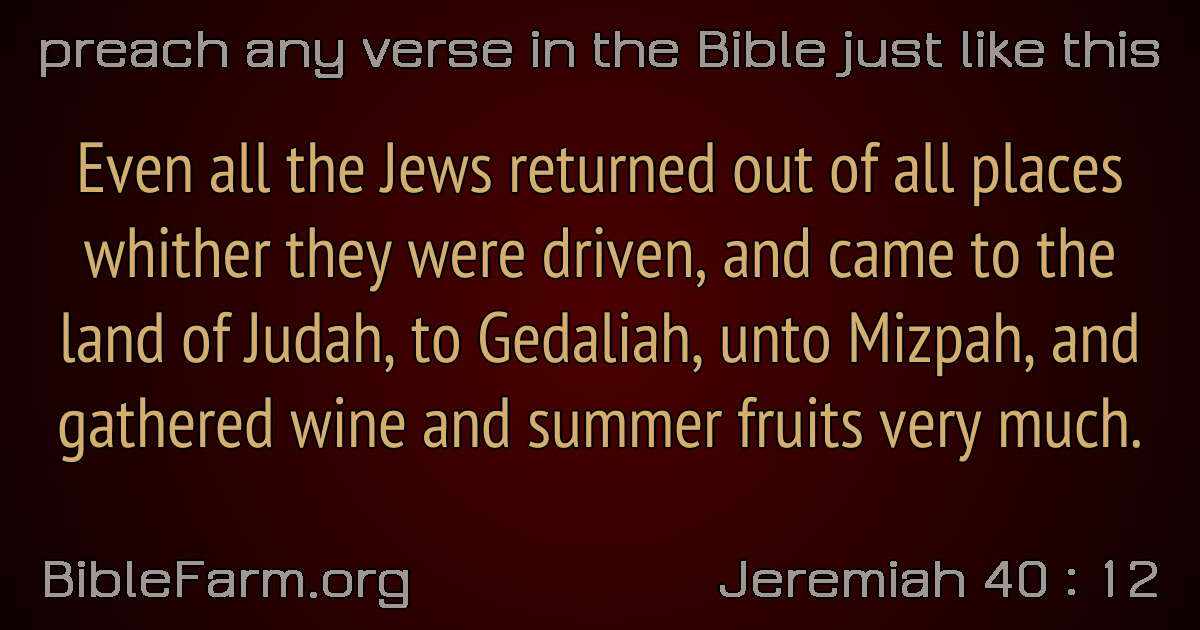 preach any verse in the Bible just like this
Even all the Jews returned out of all places
whither they were driven, and came to the
land of Judah, to Gedaliah, unto Mizpah, and
gathered wine and summer fruits very much.
BibleFarm.org
Jeremiah 40 : 12